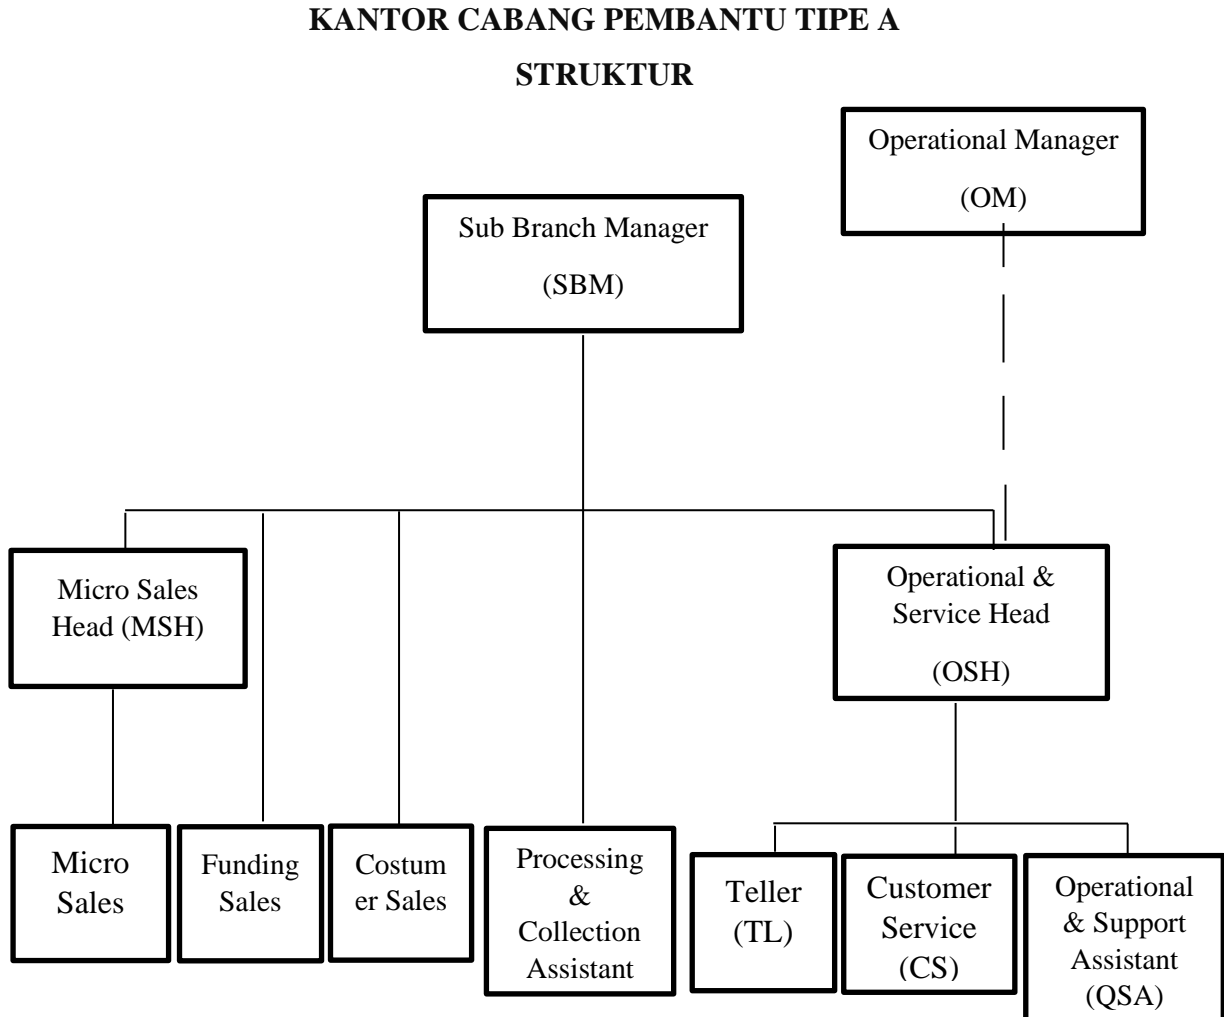 KANTOR CABANG PEMBANTU TIPE A
STRUKTUR
Operational Manager
(OM)
Sub Branch Manager
(SBM)
Micro Sales
Head (MSH)
Operational &
Service Head
(OSH)
Micro
Sales
Funding
Sales
Costum
er Sales
Processing
&
Collection
Assistant
Teller
(TL)
Customer
Service
(CS)
Operational
& Support
Assistant
(QSA)